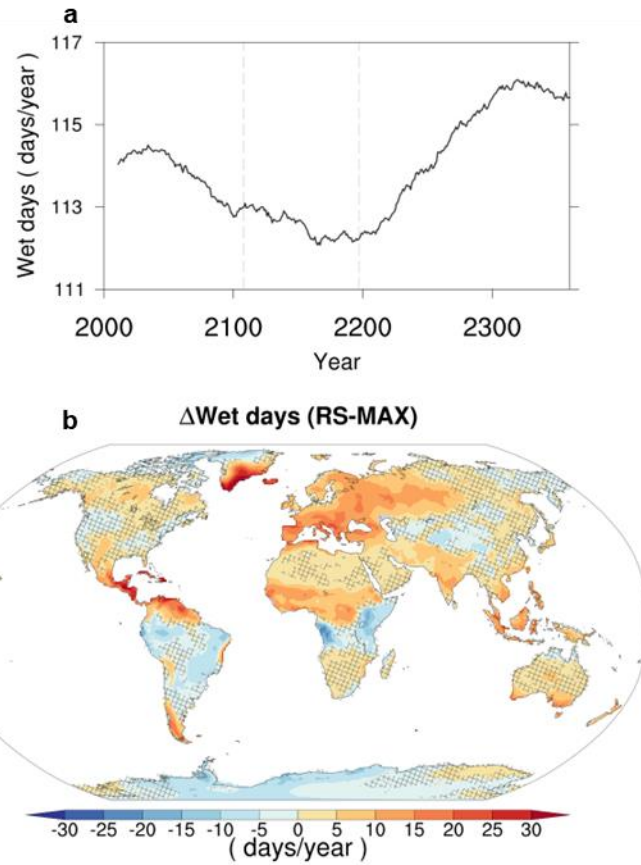 a
117
115
113
111
Wet days ( days/year)
2000 2100 2200 2300
Year
b
ΔWet days (RS-MAX)
-30 -25 -20 -15 -10 -5 0 5 10 15 20 25 30
( days/year )